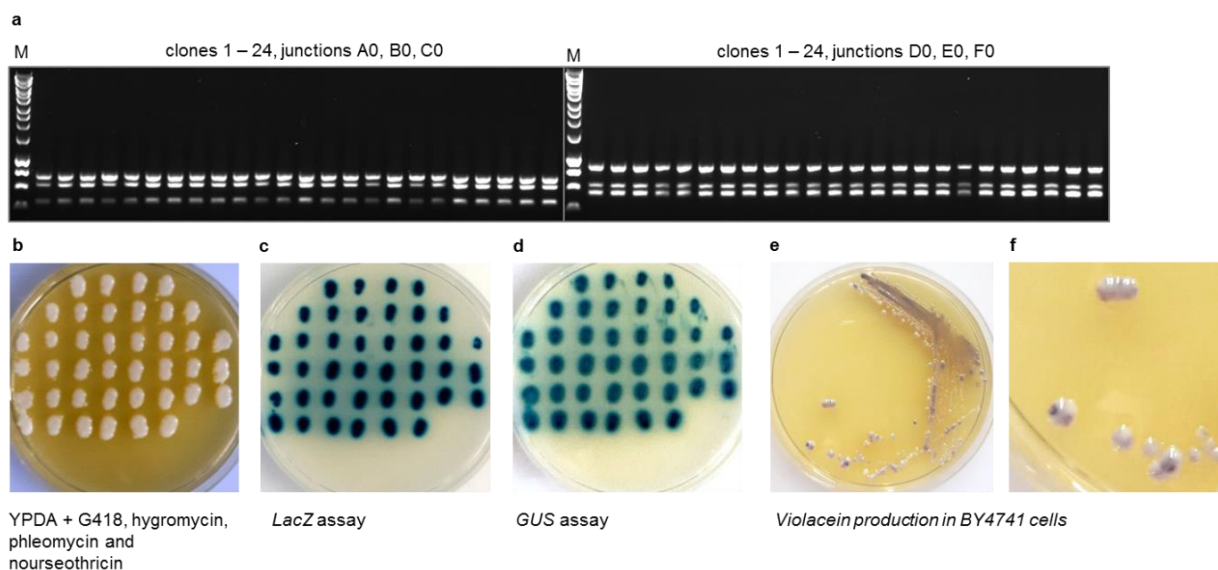 a
M
clones 1 – 24, junctions A0, B0, C0
M
clones 1 – 24, junctions D0, E0, F0
b
c
d
e
f
YPDA + G418, hygromycin,
phleomycin and
nourseothricin
LacZ assay
GUS assay
Violacein production in BY4741 cells